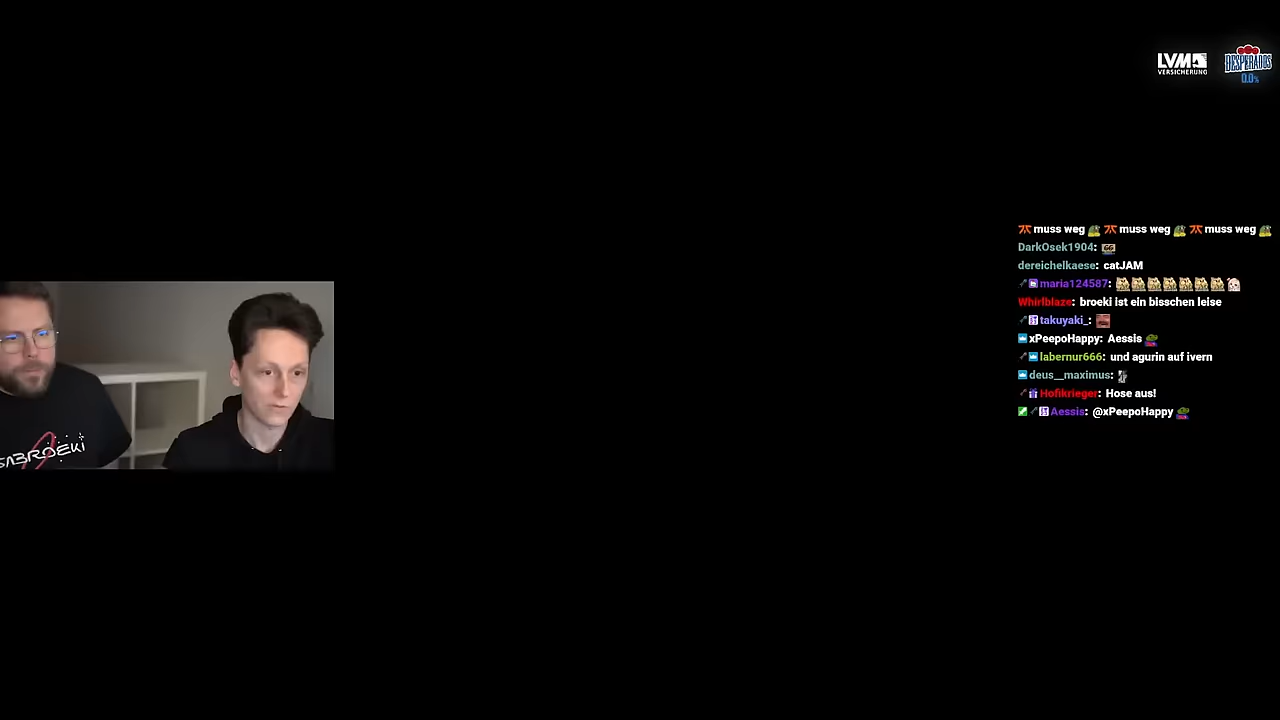 LVM
VERSICHERUNG
DESPERADOS
0.0%
muss weg muss weg muss weg
DarkOsek1904:
dereichelkaese: catJAM
maria124587:
Whirlblaze: broeki ist ein bisschen leise
takuyaki_:
xPeepoHappy: Aessis
labernur666: und agurin auf ivern
deus__maximus:
Hofikrieger: Hose aus!
Aessis: @xPeepoHappy